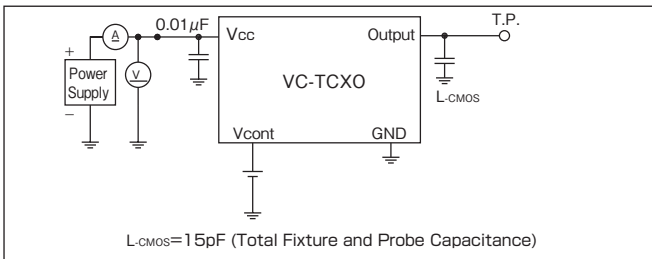 T.P.
0.01μF
A
Vcc
Output
+
Power
Supply
V
VC-TCXO
L-CMOS
−
Vcont
GND
L-CMOS=15pF (Total Fixture and Probe Capacitance)